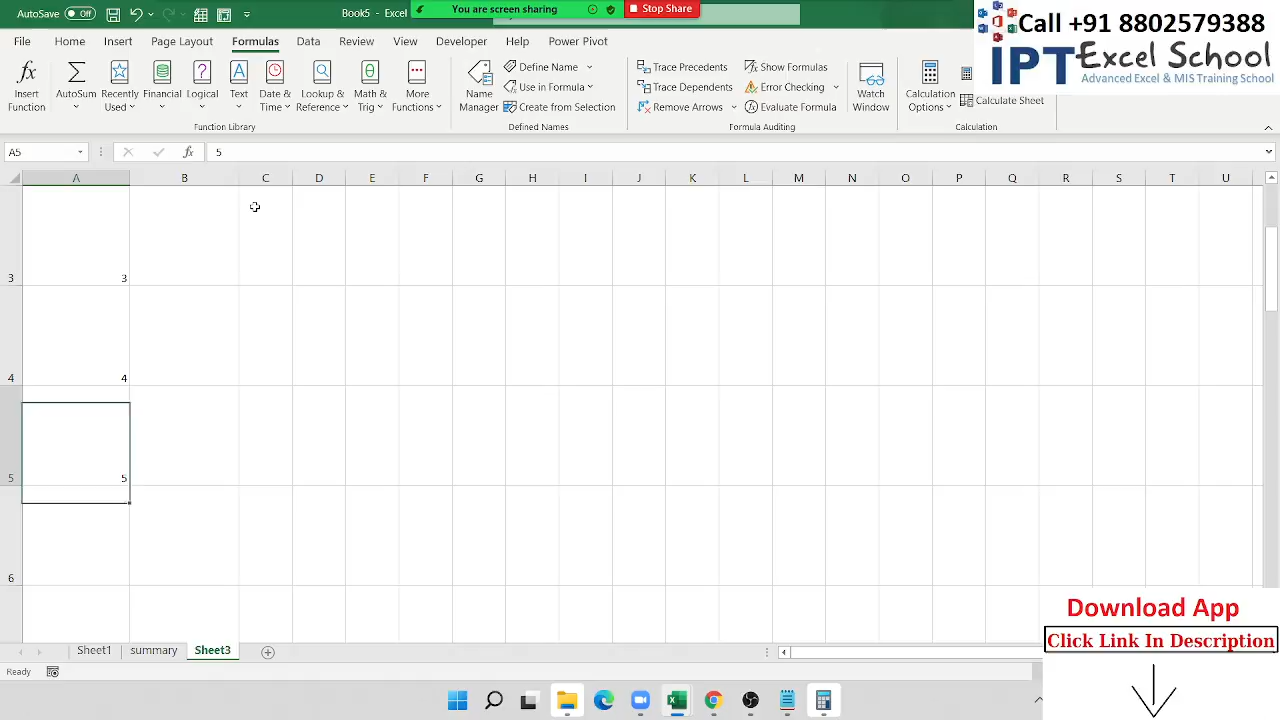 AutoSave Off Book5 - Excel You are screen sharing Stop Share
Call +91 8802579388
IPT Excel School
Advanced Excel & MIS Training School
File Home Insert Page Layout Formulas Data Review View Developer Help Power Pivot
Insert Function
AutoSum
Recently Used
Financial
Logical
Text
Date & Time
Lookup & Reference
Math & Trig
More Functions
Function Library
Name Manager
Define Name
Use in Formula
Create from Selection
Defined Names
Trace Precedents
Trace Dependents
Remove Arrows
Show Formulas
Error Checking
Evaluate Formula
Formula Auditing
Watch Window
Calculation Options
Calculate Sheet
Calculation
A5 fx 5
A B C D E F G H I J K L M N O P Q R S T U
3 3
4 4
5 5
6
Download App
Click Link In Description
Sheet1 summary Sheet3
Ready